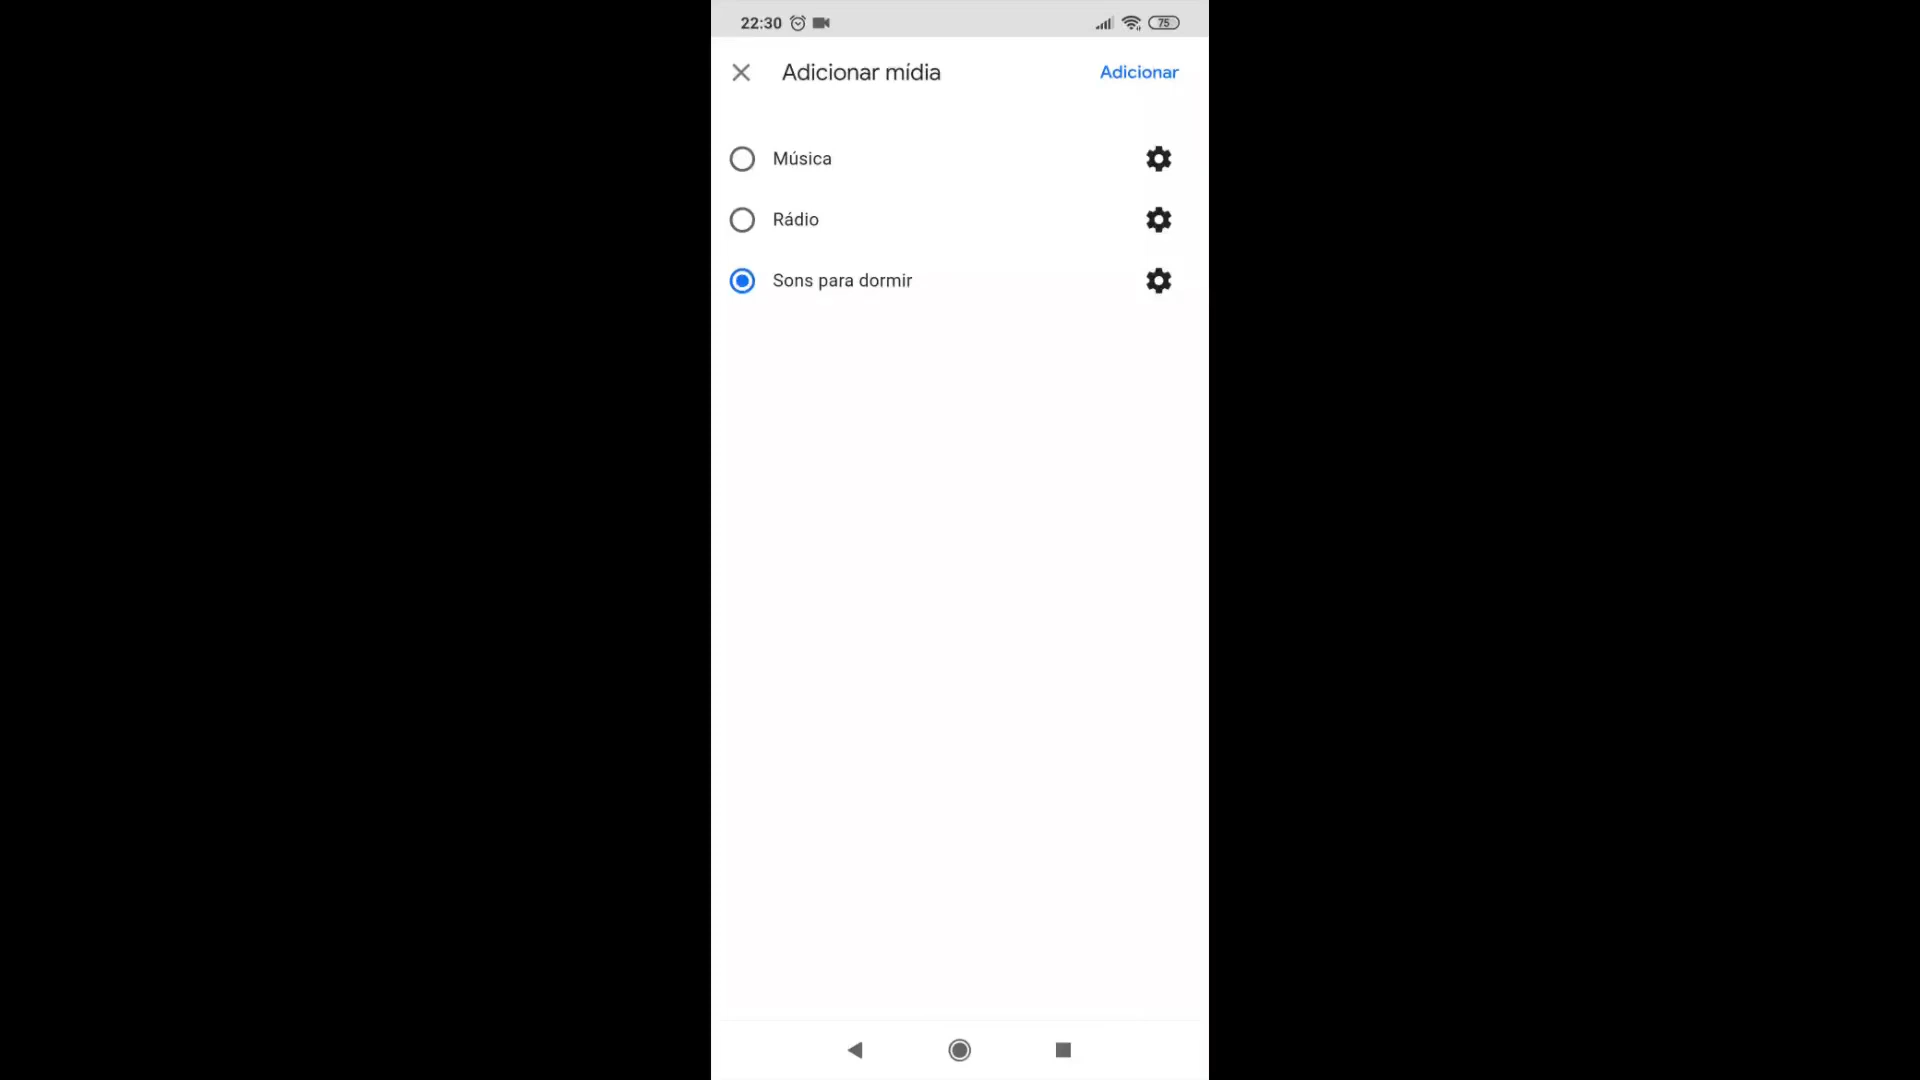 22:30 75
Adicionar mídia Adicionar
Música
Rádio
Sons para dormir